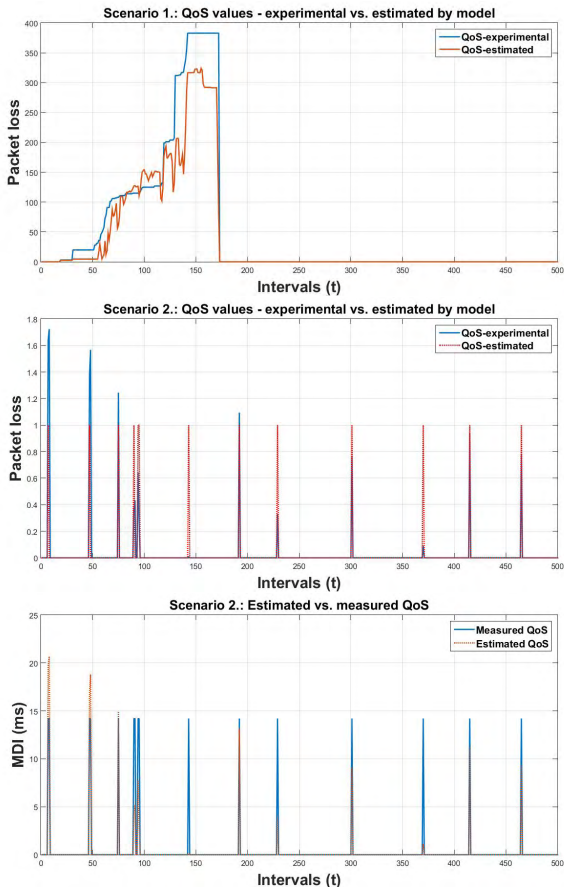 Scenario 1.: QoS values - experimental vs. estimated by model
QoS-experimental
QoS-estimated
Packet loss
400
350
300
250
200
150
100
50
0
0 50 100 150 200 250 300 350 400 450 500
Intervals (t)
Scenario 2.: QoS values - experimental vs. estimated by model
QoS-experimental
QoS-estimated
Packet loss
1.8
1.6
1.4
1.2
1
0.8
0.6
0.4
0.2
0
0 50 100 150 200 250 300 350 400 450 500
Intervals (t)
Scenario 2.: Estimated vs. measured QoS
Measured QoS
Estimated QoS
MDI (ms)
25
20
15
10
5
0
0 50 100 150 200 250 300 350 400 450 500
Intervals (t)